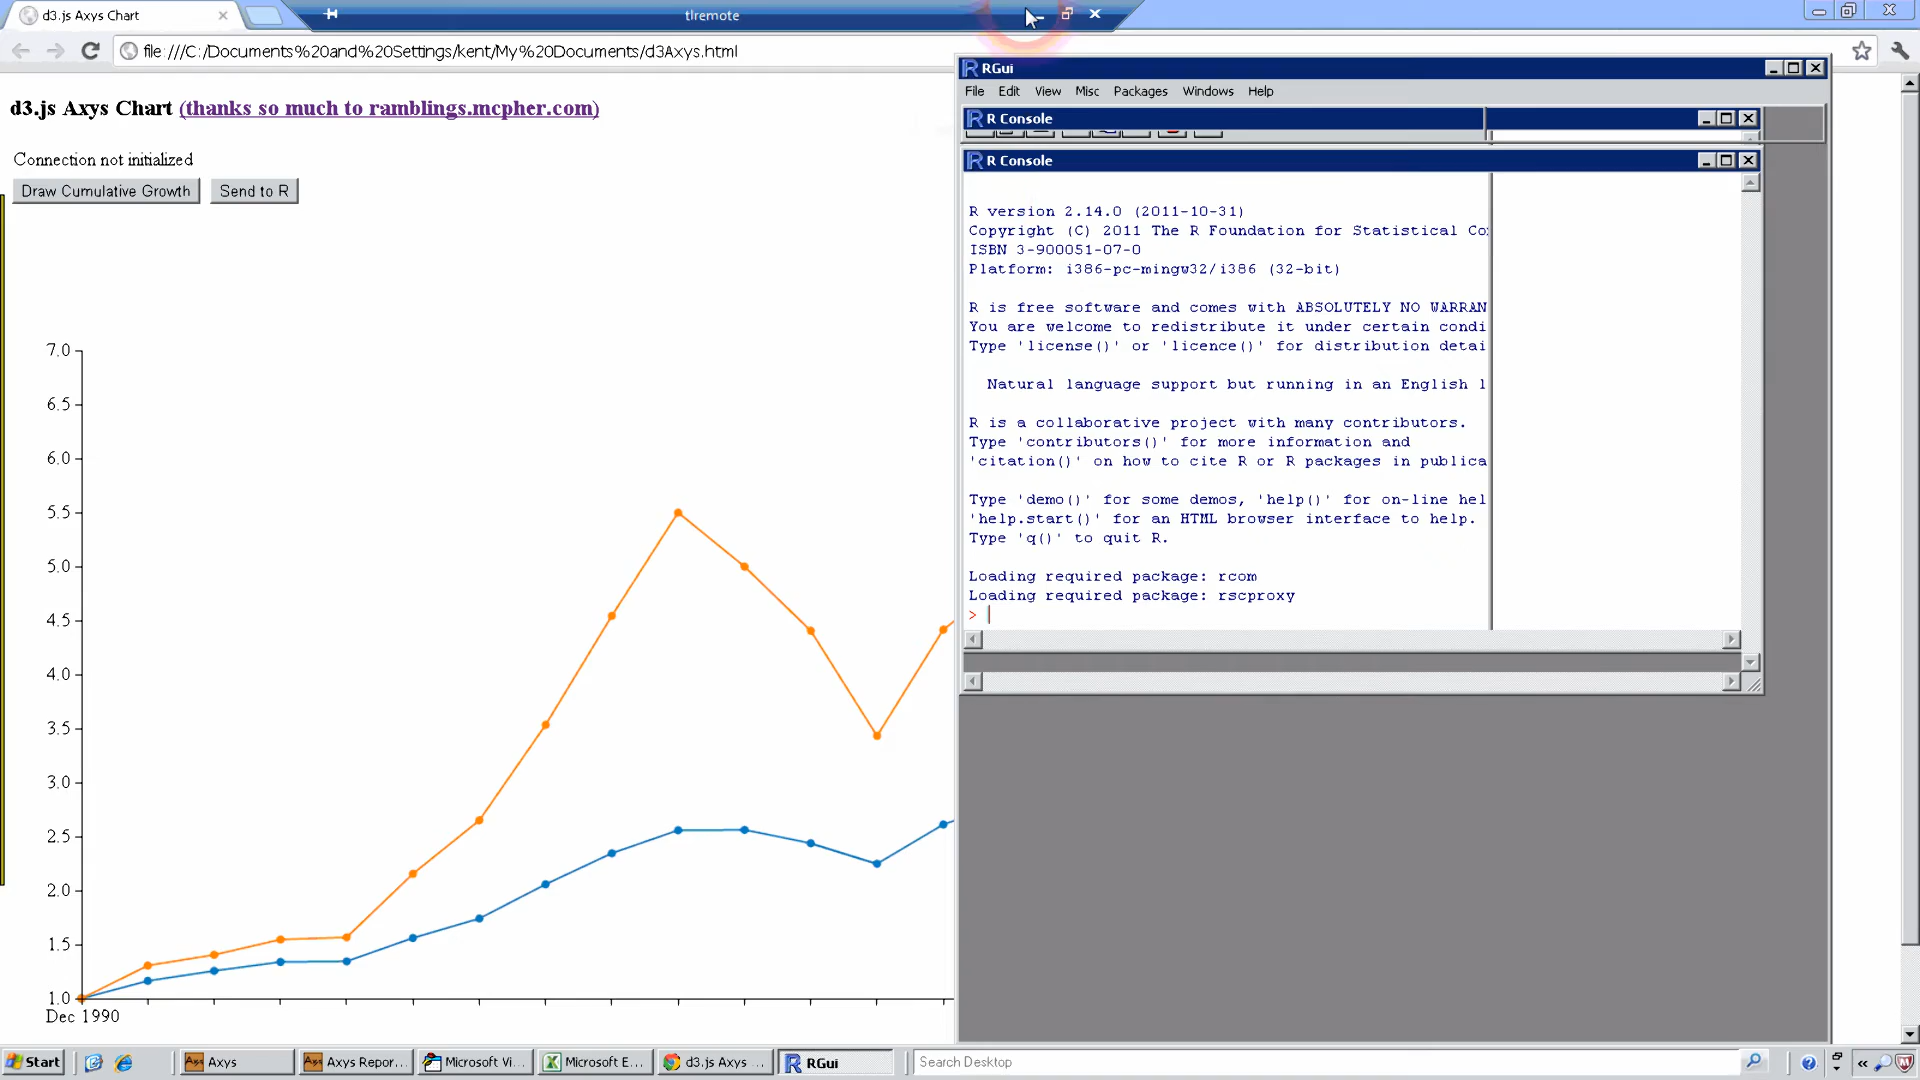 d3.js Axys Chart
tlremote
file:///C:/Documents%20and%20Settings/kent/My%20Documents/d3Axys.html
d3.js Axys Chart (thanks so much to ramblings.mcpher.com)
Connection not initialized
Draw Cumulative Growth
Send to R
7.0
6.5
6.0
5.5
5.0
4.5
4.0
3.5
3.0
2.5
2.0
1.5
1.0
Dec 1990
RGui
File Edit View Misc Packages Windows Help
R Console
R Console
R version 2.14.0 (2011-10-31)
Copyright (C) 2011 The R Foundation for Statistical Co
ISBN 3-900051-07-0
Platform: i386-pc-mingw32/i386 (32-bit)
R is free software and comes with ABSOLUTELY NO WARRAN
You are welcome to redistribute it under certain condi
Type 'license()' or 'licence()' for distribution detai
Natural language support but running in an English l
R is a collaborative project with many contributors.
Type 'contributors()' for more information and
'citation()' on how to cite R or R packages in publica
Type 'demo()' for some demos, 'help()' for on-line hel
'help.start()' for an HTML browser interface to help.
Type 'q()' to quit R.
Loading required package: rcom
Loading required package: rscproxy
>
Start
Axys
Axys Repor...
Microsoft Vi...
Microsoft E...
d3.js Axys ...
RGui
Search Desktop